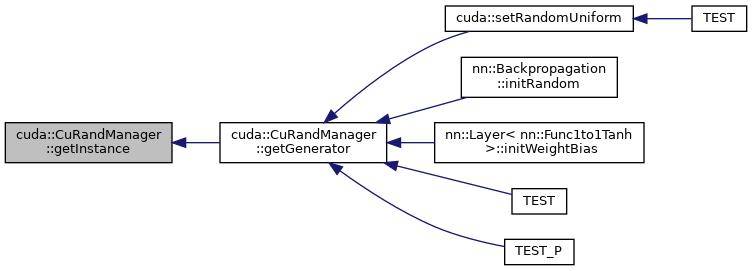 cuda::setRandomUniform
TEST
nn::Backpropagation
::initRandom
cuda::CuRandManager
::getInstance
cuda::CuRandManager
::getGenerator
nn::Layer< nn::Func1to1Tanh
>::initWeightBias
TEST
TEST_P